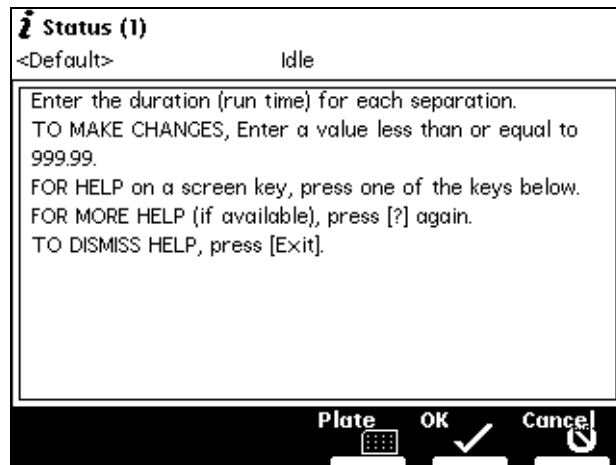 i Status (1)
<Default> Idle
Enter the duration (run time) for each separation.
TO MAKE CHANGES, Enter a value less than or equal to
999.99.
FOR HELP on a screen key, press one of the keys below.
FOR MORE HELP (if available), press [?] again.
TO DISMISS HELP, press [Exit].
Plate OK Cancel